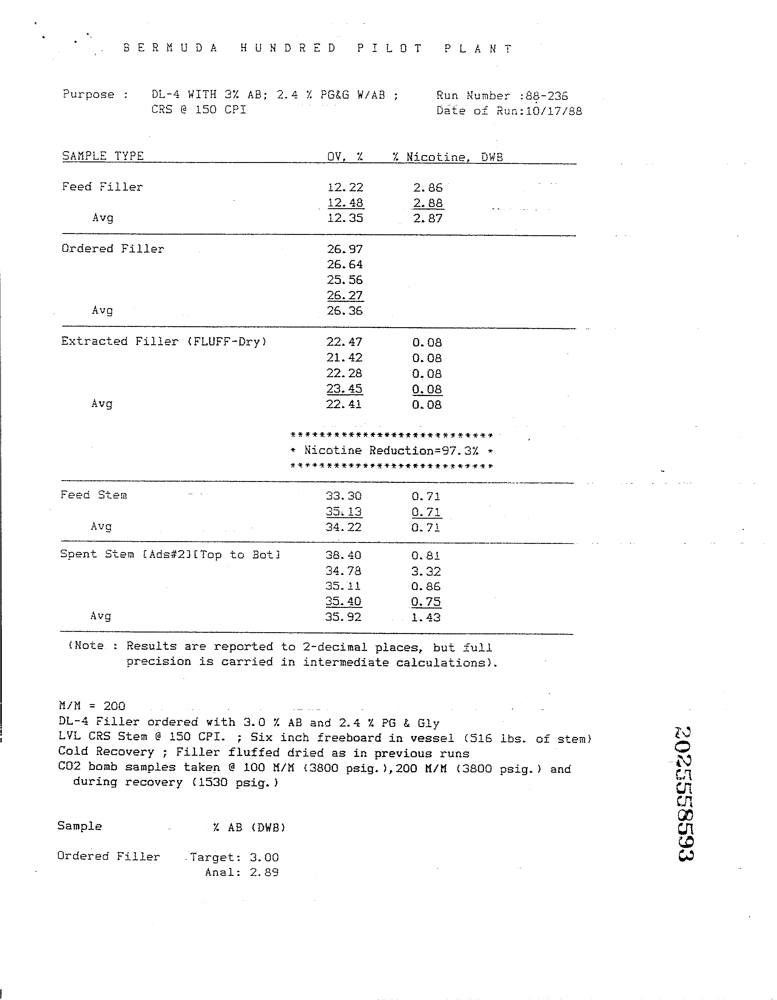 BERMUDA HUNDRED PILOT PLANT
Purpose : DL-4 WITH 3% AB; 2.4 % PG&G W/AB ; Run Number :88-236
CRS @ 150 CPI Date of Run:10/17/88
SAMPLE TYPE OV, % % Nicotine, DWB
Feed Filler 12.22 2.86
12.48 2.88
Avg 12.35 2.87
Ordered Filler 26.97
26.64
25.56
26.27
Avg 26.36
Extracted Filler (FLUFF-Dry) 22.47 0.08
21.42 0.08
22.28 0.08
23.45 0.08
Avg 22.41 0.08
****************************
* Nicotine Reduction=97.3% *
****************************
Feed Stem 33.30 0.71
35.13 0.71
Avg 34.22 0.71
Spent Stem [Ads#2][Top to Bot] 38.40 0.81
34.78 3.32
35.11 0.86
35.40 0.75
Avg 35.92 1.43
(Note : Results are reported to 2-decimal places, but full
precision is carried in intermediate calculations).
M/M = 200
DL-4 Filler ordered with 3.0 % AB and 2.4 % PG & Gly
LVL CRS Stem @ 150 CPI. ; Six inch freeboard in vessel (516 lbs. of stem)
Cold Recovery ; Filler fluffed dried as in previous runs
CO2 bomb samples taken @ 100 M/M (3800 psig.),200 M/M (3800 psig.) and
during recovery (1530 psig.)
Sample % AB (DWB)
Ordered Filler Target: 3.00
Anal: 2.89
2025558593